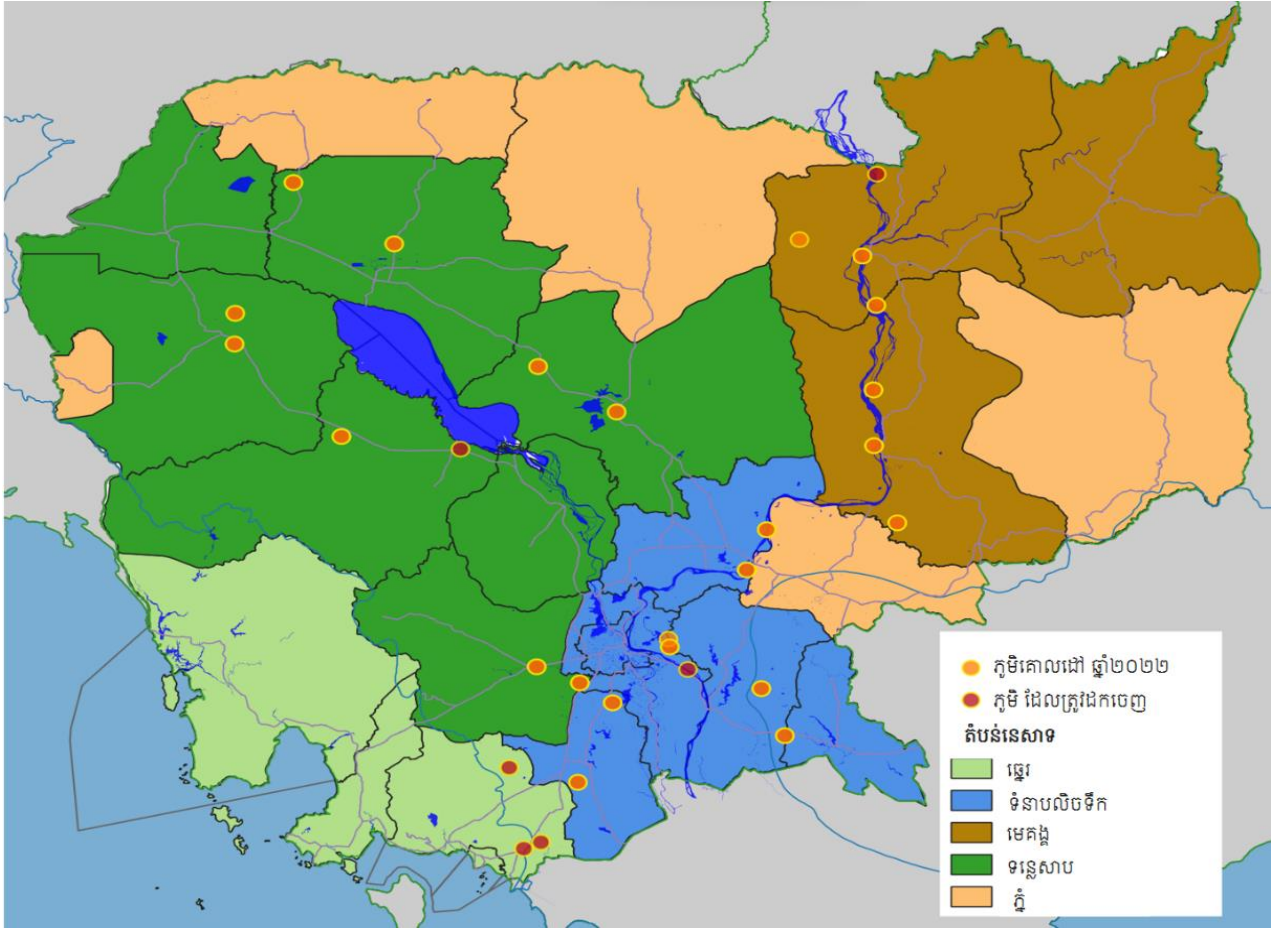 ភូមិគោលដៅ ឆ្នាំ២០២២
ភូមិ ដែលត្រូវដកចេញ
តំបន់នេសាទ
ឆ្នេរ
ទំនាបលិចទឹក
មេគង្គ
ទន្លេសាប
ភ្នំ